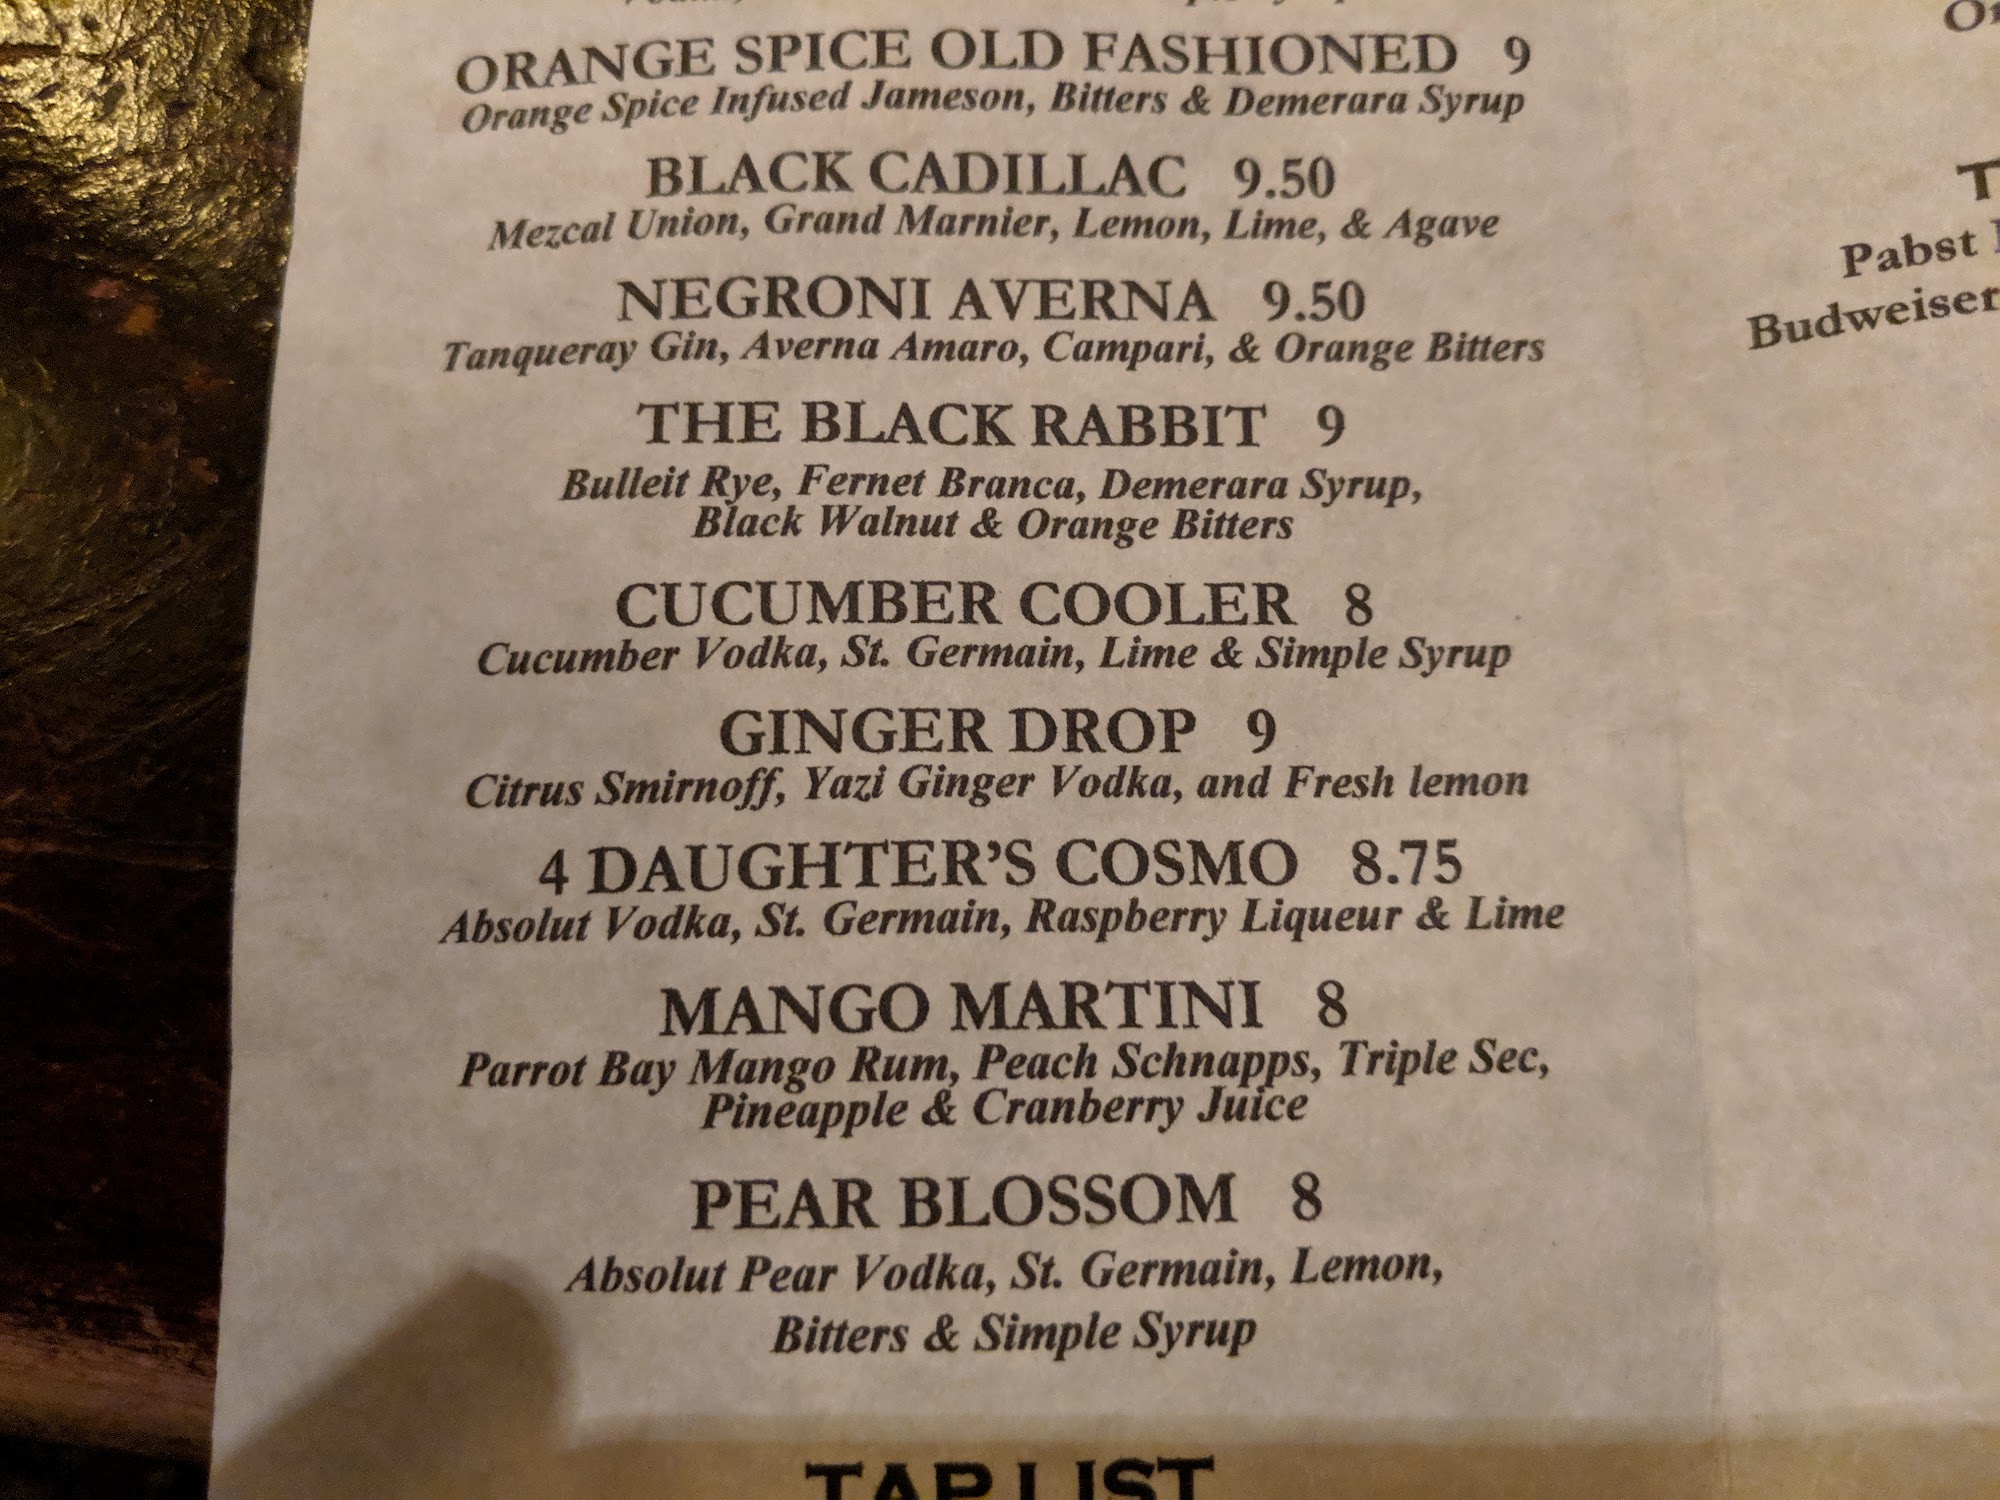 ORANGE SPICE OLD FASHIONED 9
Orange Spice Infused Jameson, Bitters & Demerara Syrup
BLACK CADILLAC 9.50
Mezcal Union, Grand Marnier, Lemon, Lime, & Agave
NEGRONI AVERNA 9.50
Tanqueray Gin, Averna Amaro, Campari, & Orange Bitters
THE BLACK RABBIT 9
Bulleit Rye, Fernet Branca, Demerara Syrup,
Black Walnut & Orange Bitters
CUCUMBER COOLER 8
Cucumber Vodka, St. Germain, Lime & Simple Syrup
GINGER DROP 9
Citrus Smirnoff, Yazi Ginger Vodka, and Fresh lemon
4 DAUGHTER'S COSMO 8.75
Absolut Vodka, St. Germain, Raspberry Liqueur & Lime
MANGO MARTINI 8
Parrot Bay Mango Rum, Peach Schnapps, Triple Sec,
Pineapple & Cranberry Juice
PEAR BLOSSOM 8
Absolut Pear Vodka, St. Germain, Lemon,
Bitters & Simple Syrup
TAP LIST
Pabst
Budweiser